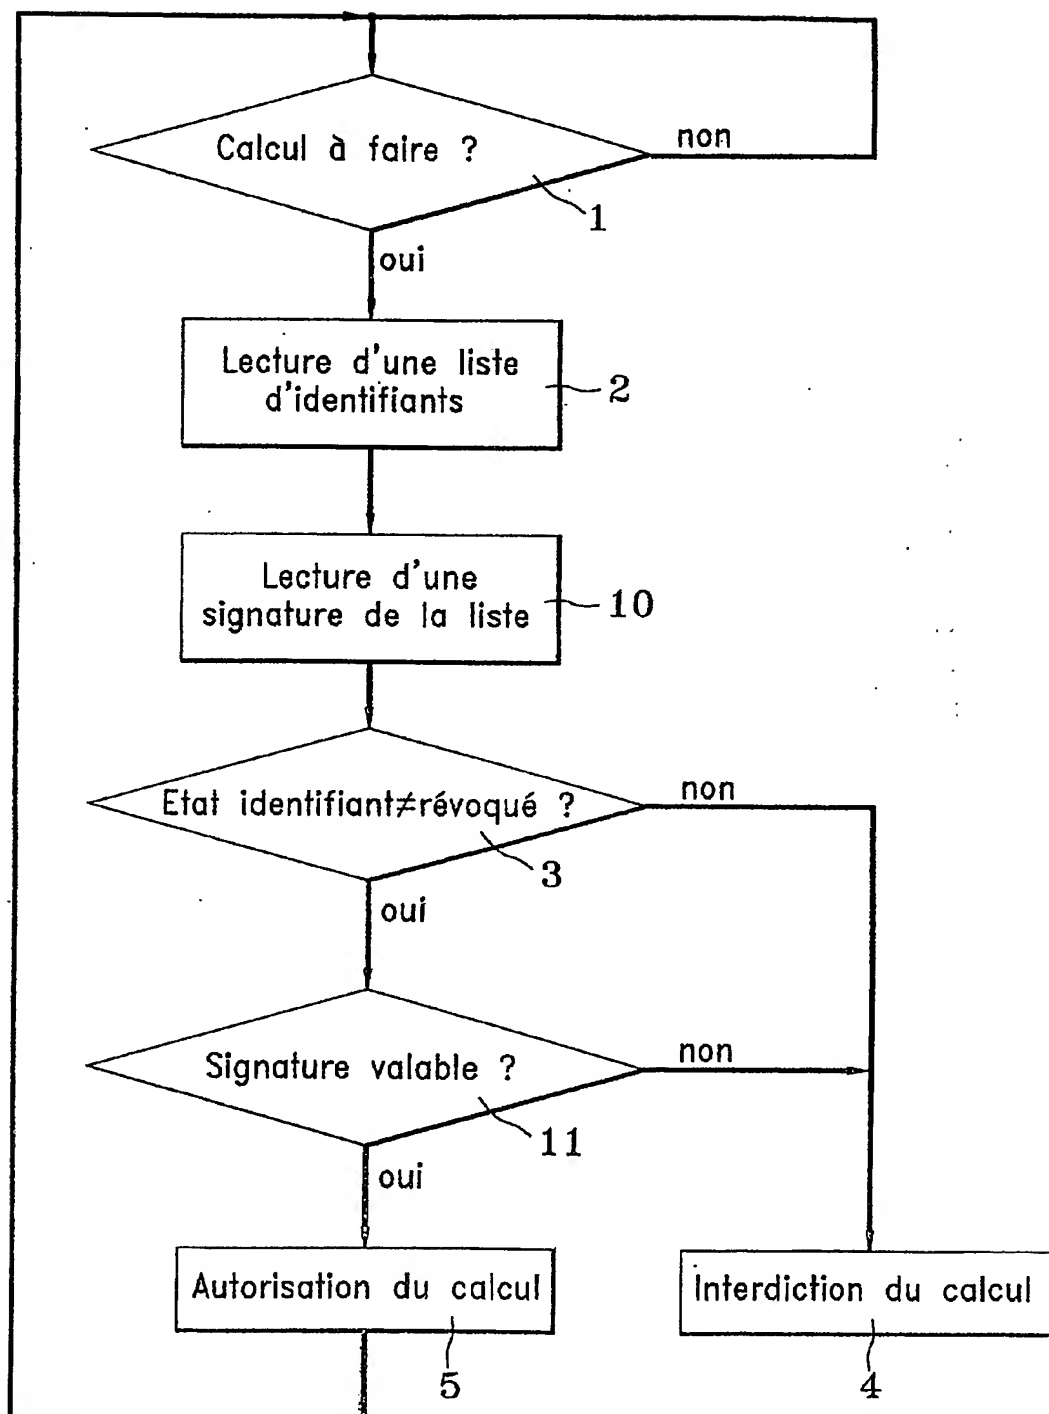 Calcul à faire ?
non
1
oui
Lecture d'une liste
d'identifiants
2
Lecture d'une
signature de la liste
10
Etat identifiant≠révoqué ?
non
3
oui
Signature valable ?
non
11
oui
Autorisation du calcul
5
Interdiction du calcul
4